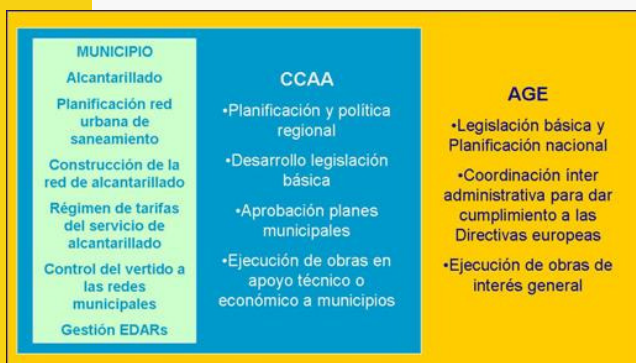 MUNICIPIO
Alcantarillado
Planificación red
urbana de
saneamiento
Construcción de la
red de alcantarillado
Régimen de tarifas
del servicio de
alcantarillado
Control del vertido a
las redes
municipales
Gestión EDARs
CCAA
•Planificación y política
regional
•Desarrollo legislación
básica
•Aprobación planes
municipales
•Ejecución de obras en
apoyo técnico o
económico a municipios
AGE
•Legislación básica y
Planificación nacional
•Coordinación ínter
administrativa para dar
cumplimiento a las
Directivas europeas
•Ejecución de obras de
interés general